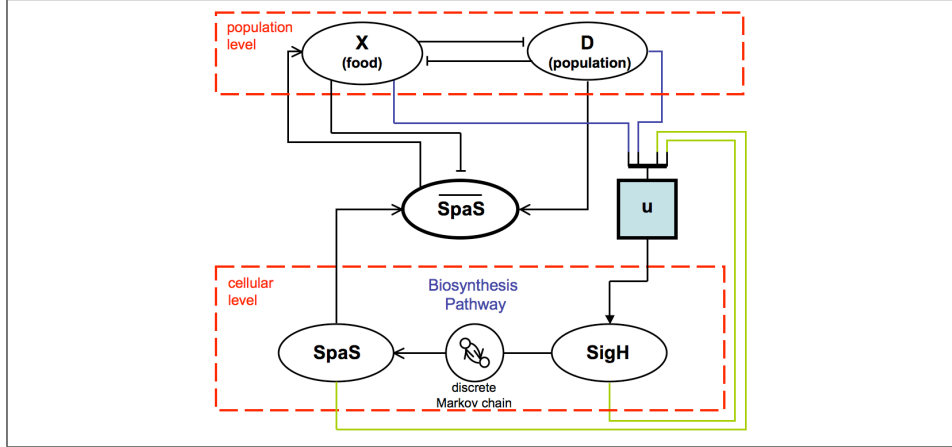 population
level
X
(food)
D
(population)
SpaS
u
cellular
level
Biosynthesis
Pathway
SpaS
SigH
discrete
Markov chain